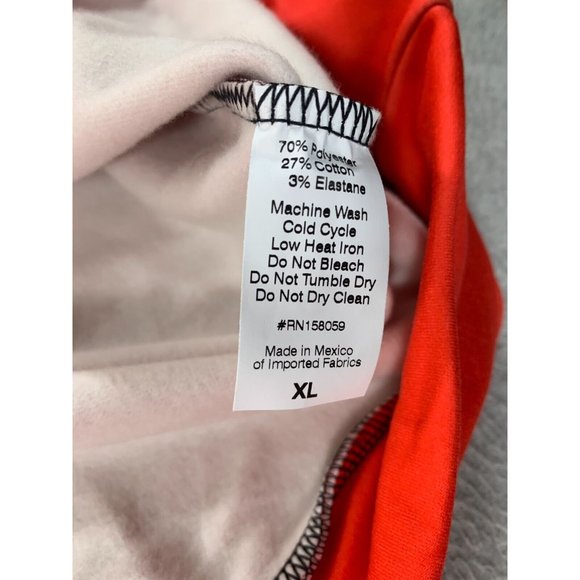 70% Polyester
27% Cotton
3% Elastane
Machine Wash
Cold Cycle
Low Heat Iron
Do Not Bleach
Do Not Tumble Dry
Do Not Dry Clean
#RN158059
Made in Mexico
of Imported Fabrics
XL